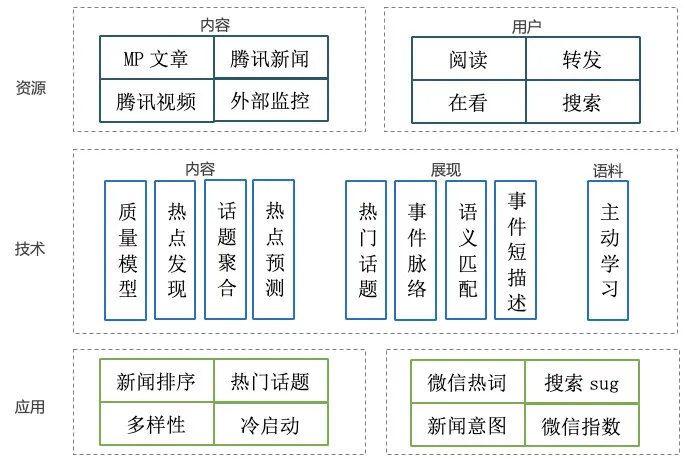 内容
用户
资源
MP 文章
腾讯新闻
腾讯视频
外部监控
阅读
转发
在看
搜索
技术
内容
展现
语料
质量模型
热点发现
话题聚合
热点预测
热门话题
事件脉络
语义匹配
事件短描述
主动学习
应用
新闻排序
热门话题
多样性
冷启动
微信热词
搜索 sug
新闻意图
微信指数